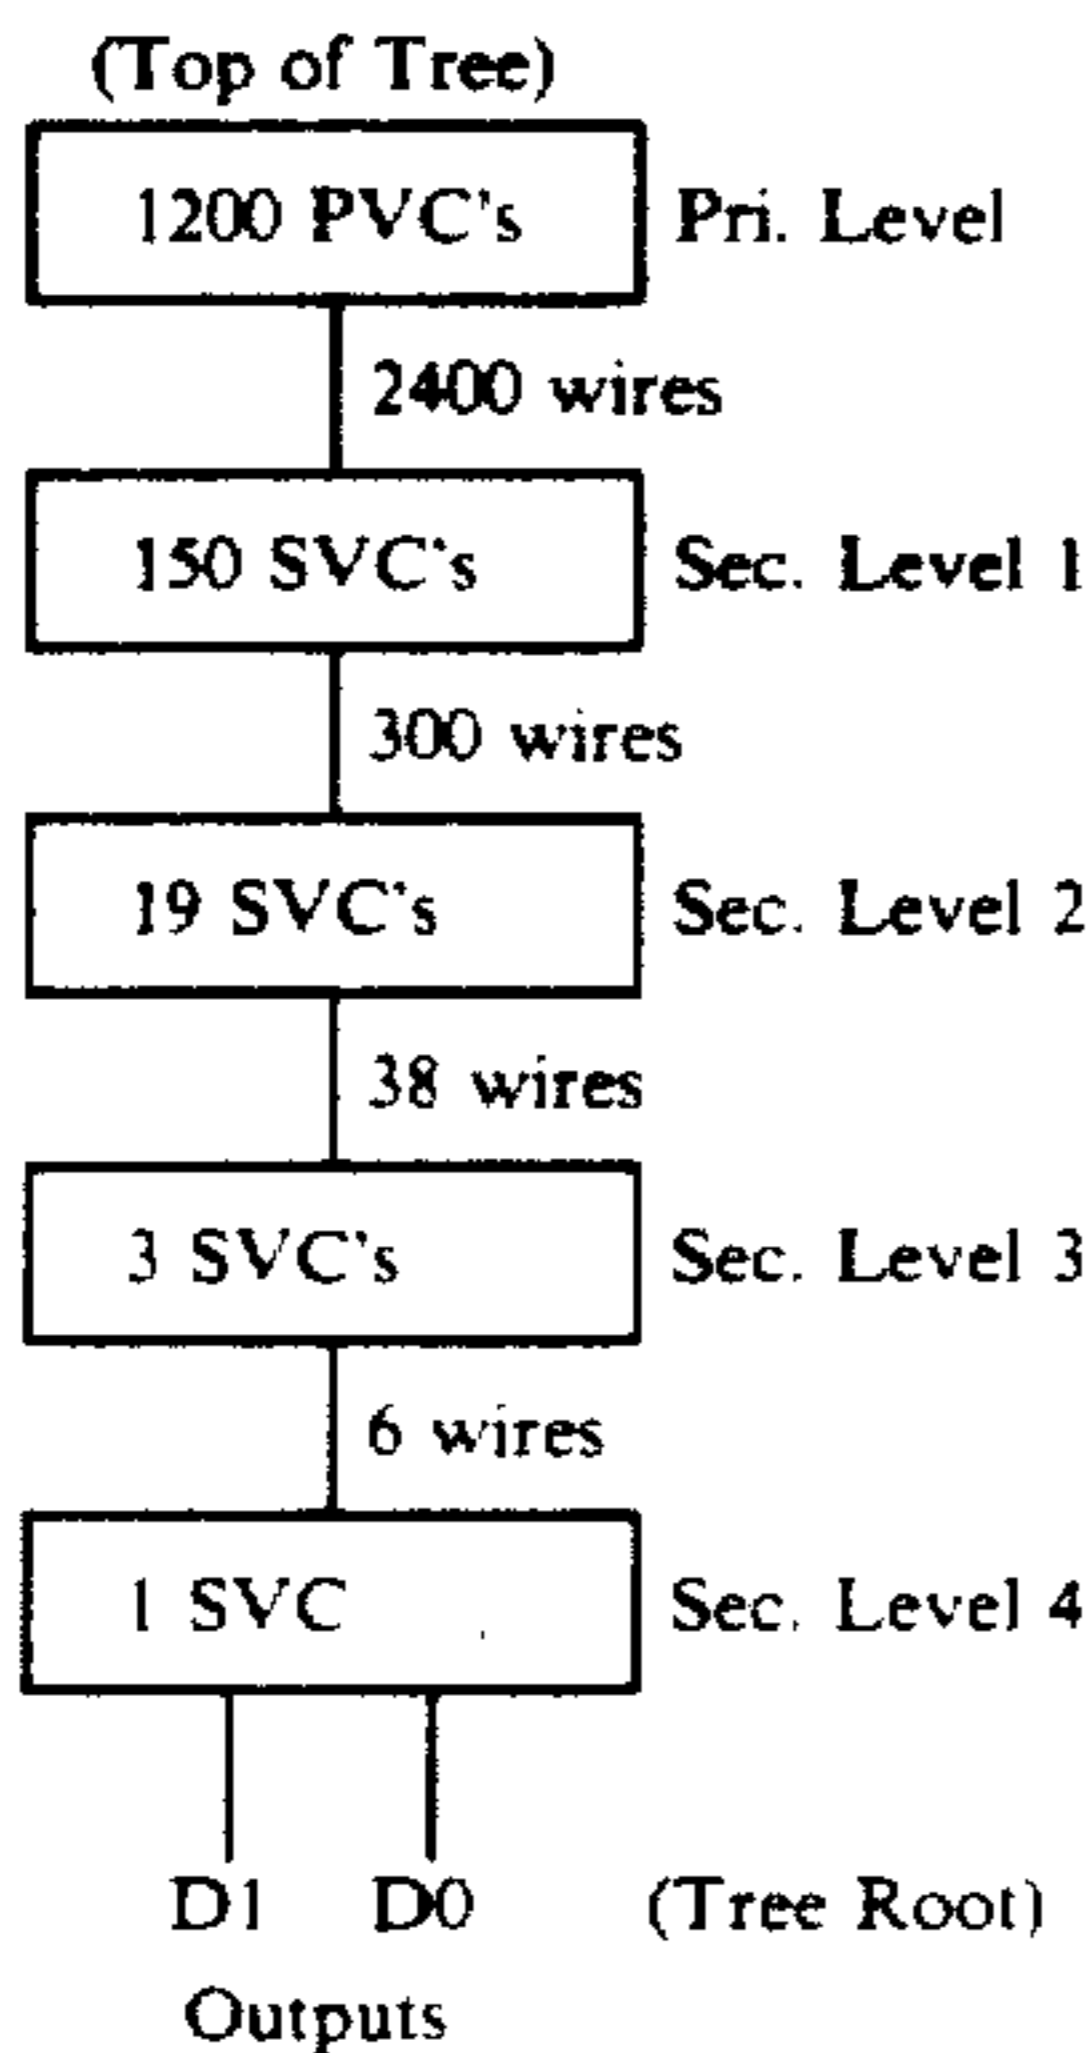 (Top of Tree)
1200 PVC's Pri. Level
2400 wires
150 SVC's Sec. Level 1
300 wires
19 SVC's Sec. Level 2
38 wires
3 SVC's Sec. Level 3
6 wires
1 SVC Sec. Level 4
D1 D0 (Tree Root)
Outputs